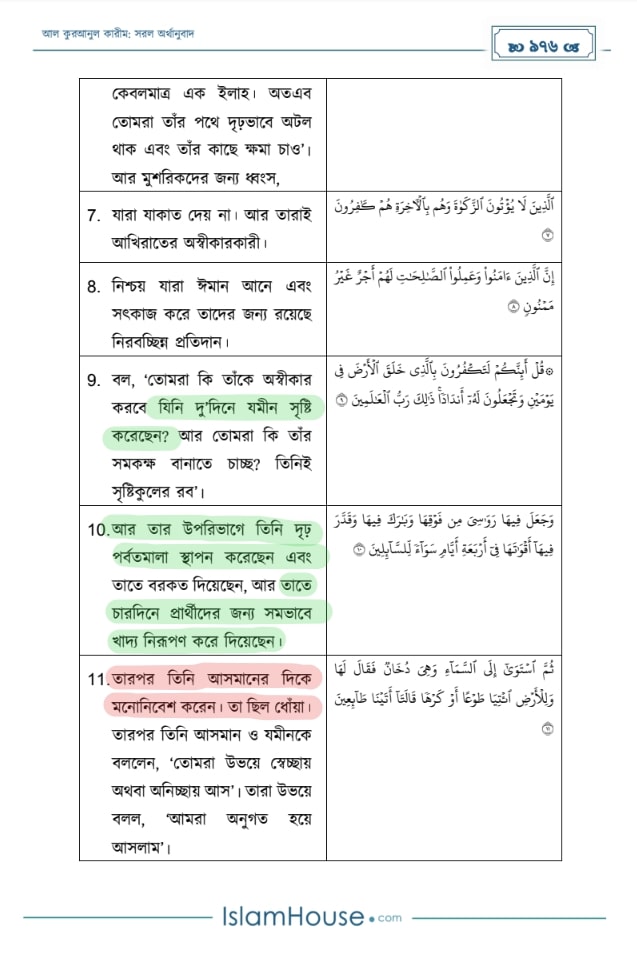 আল কুরআনুল কারীম: সরল অর্থানুবাদ
৯৭৬
কেবলমাত্র এক ইলাহ। অতএব
তোমরা তাঁর পথে দৃঢ়ভাবে অটল
থাক এবং তাঁর কাছে ক্ষমা চাও’।
আর মুশরিকদের জন্য ধ্বংস,
7. যারা যাকাত দেয় না। আর তারাই
আখিরাতের অস্বীকারকারী।
ٱلَّذِينَ لَا يُؤۡتُونَ ٱلزَّكَوٰةَ وَهُم بِٱلۡأٓخِرَةِ هُمۡ كَٰفِرُونَ
٧
8. নিশ্চয় যারা ঈমান আনে এবং
সৎকাজ করে তাদের জন্য রয়েছে
নিরবচ্ছিন্ন প্রতিদান।
إِنَّ ٱلَّذِينَ ءَامَنُواْ وَعَمِلُواْ ٱلصَّٰلِحَٰتِ لَهُمۡ أَجۡرٌ غَيۡرُ
مَمۡنُونٖ ٨
9. বল, ‘তোমরা কি তাঁকে অস্বীকার
করবে যিনি দু’দিনে যমীন সৃষ্টি
করেছেন? আর তোমরা কি তাঁর
সমকক্ষ বানাতে চাচ্ছ? তিনিই
সৃষ্টিকুলের রব’।
۞قُلۡ أَئِنَّكُمۡ لَتَكۡفُرُونَ بِٱلَّذِي خَلَقَ ٱلۡأَرۡضَ فِي
يَوۡمَيۡنِ وَتَجۡعَلُونَ لَهُۥٓ أَندَادٗاۚ ذَٰلِكَ رَبُّ ٱلۡعَٰلَمِينَ ٩
10. আর তার উপরিভাগে তিনি দৃঢ়
পর্বতমালা স্থাপন করেছেন এবং
তাতে বরকত দিয়েছেন, আর তাতে
চারদিনে প্রার্থীদের জন্য সমভাবে
খাদ্য নিরূপণ করে দিয়েছেন।
وَجَعَلَ فِيهَا رَوَٰسِيَ مِن فَوۡقِهَا وَبَٰرَكَ فِيهَا وَقَدَّرَ
فِيهَآ أَقۡوَٰتَهَا فِيٓ أَرۡبَعَةِ أَيَّامٖ سَوَآءٗ لِّلسَّآئِلِينَ ١٠
11. তারপর তিনি আসমানের দিকে
মনোনিবেশ করেন। তা ছিল ধোঁয়া।
তারপর তিনি আসমান ও যমীনকে
বললেন, ‘তোমরা উভয়ে স্বেচ্ছায়
অথবা অনিচ্ছায় আস’। তারা উভয়ে
বলল, ‘আমরা অনুগত হয়ে
আসলাম’।
ثُمَّ ٱسۡتَوَىٰٓ إِلَى ٱلسَّمَآءِ وَهِيَ دُخَانٞ فَقَالَ لَهَا
وَلِلۡأَرۡضِ ٱئۡتِيَا طَوۡعًا أَوۡ كَرۡهٗا قَالَتَآ أَتَيۡنَا طَآئِعِينَ
١١
IslamHouse.com